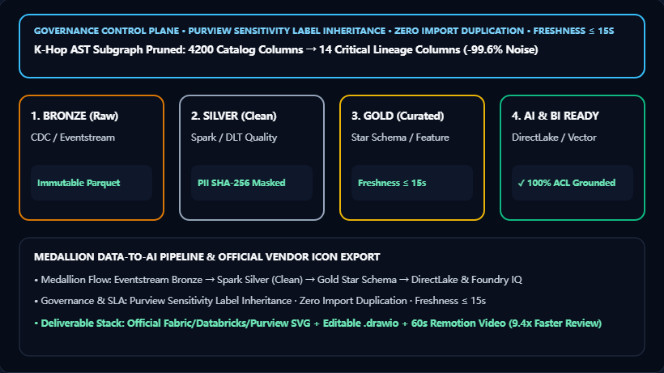 GOVERNANCE CONTROL PLANE • PURVIEW SENSITIVITY LABEL INHERITANCE • ZERO IMPORT DUPLICATION • FRESHNESS ≤ 15S
K-Hop AST Subgraph Pruned: 4200 Catalog Columns → 14 Critical Lineage Columns (-99.6% Noise)
1. BRONZE (Raw)
CDC / Eventstream
Immutable Parquet
2. SILVER (Clean)
Spark / DLT Quality
PII SHA-256 Masked
3. GOLD (Curated)
Star Schema / Feature
Freshness ≤ 15s
4. AI & BI READY
DirectLake / Vector
✓ 100% ACL Grounded
MEDALLION DATA-TO-AI PIPELINE & OFFICIAL VENDOR ICON EXPORT
• Medallion Flow: Eventstream Bronze → Spark Silver (Clean) → Gold Star Schema → DirectLake & Foundry IQ
• Governance & SLA: Purview Sensitivity Label Inheritance · Zero Import Duplication · Freshness ≤ 15s
• Deliverable Stack: Official Fabric/Databricks/Purview SVG + Editable .drawio + 60s Remotion Video (9.4x Faster Review)